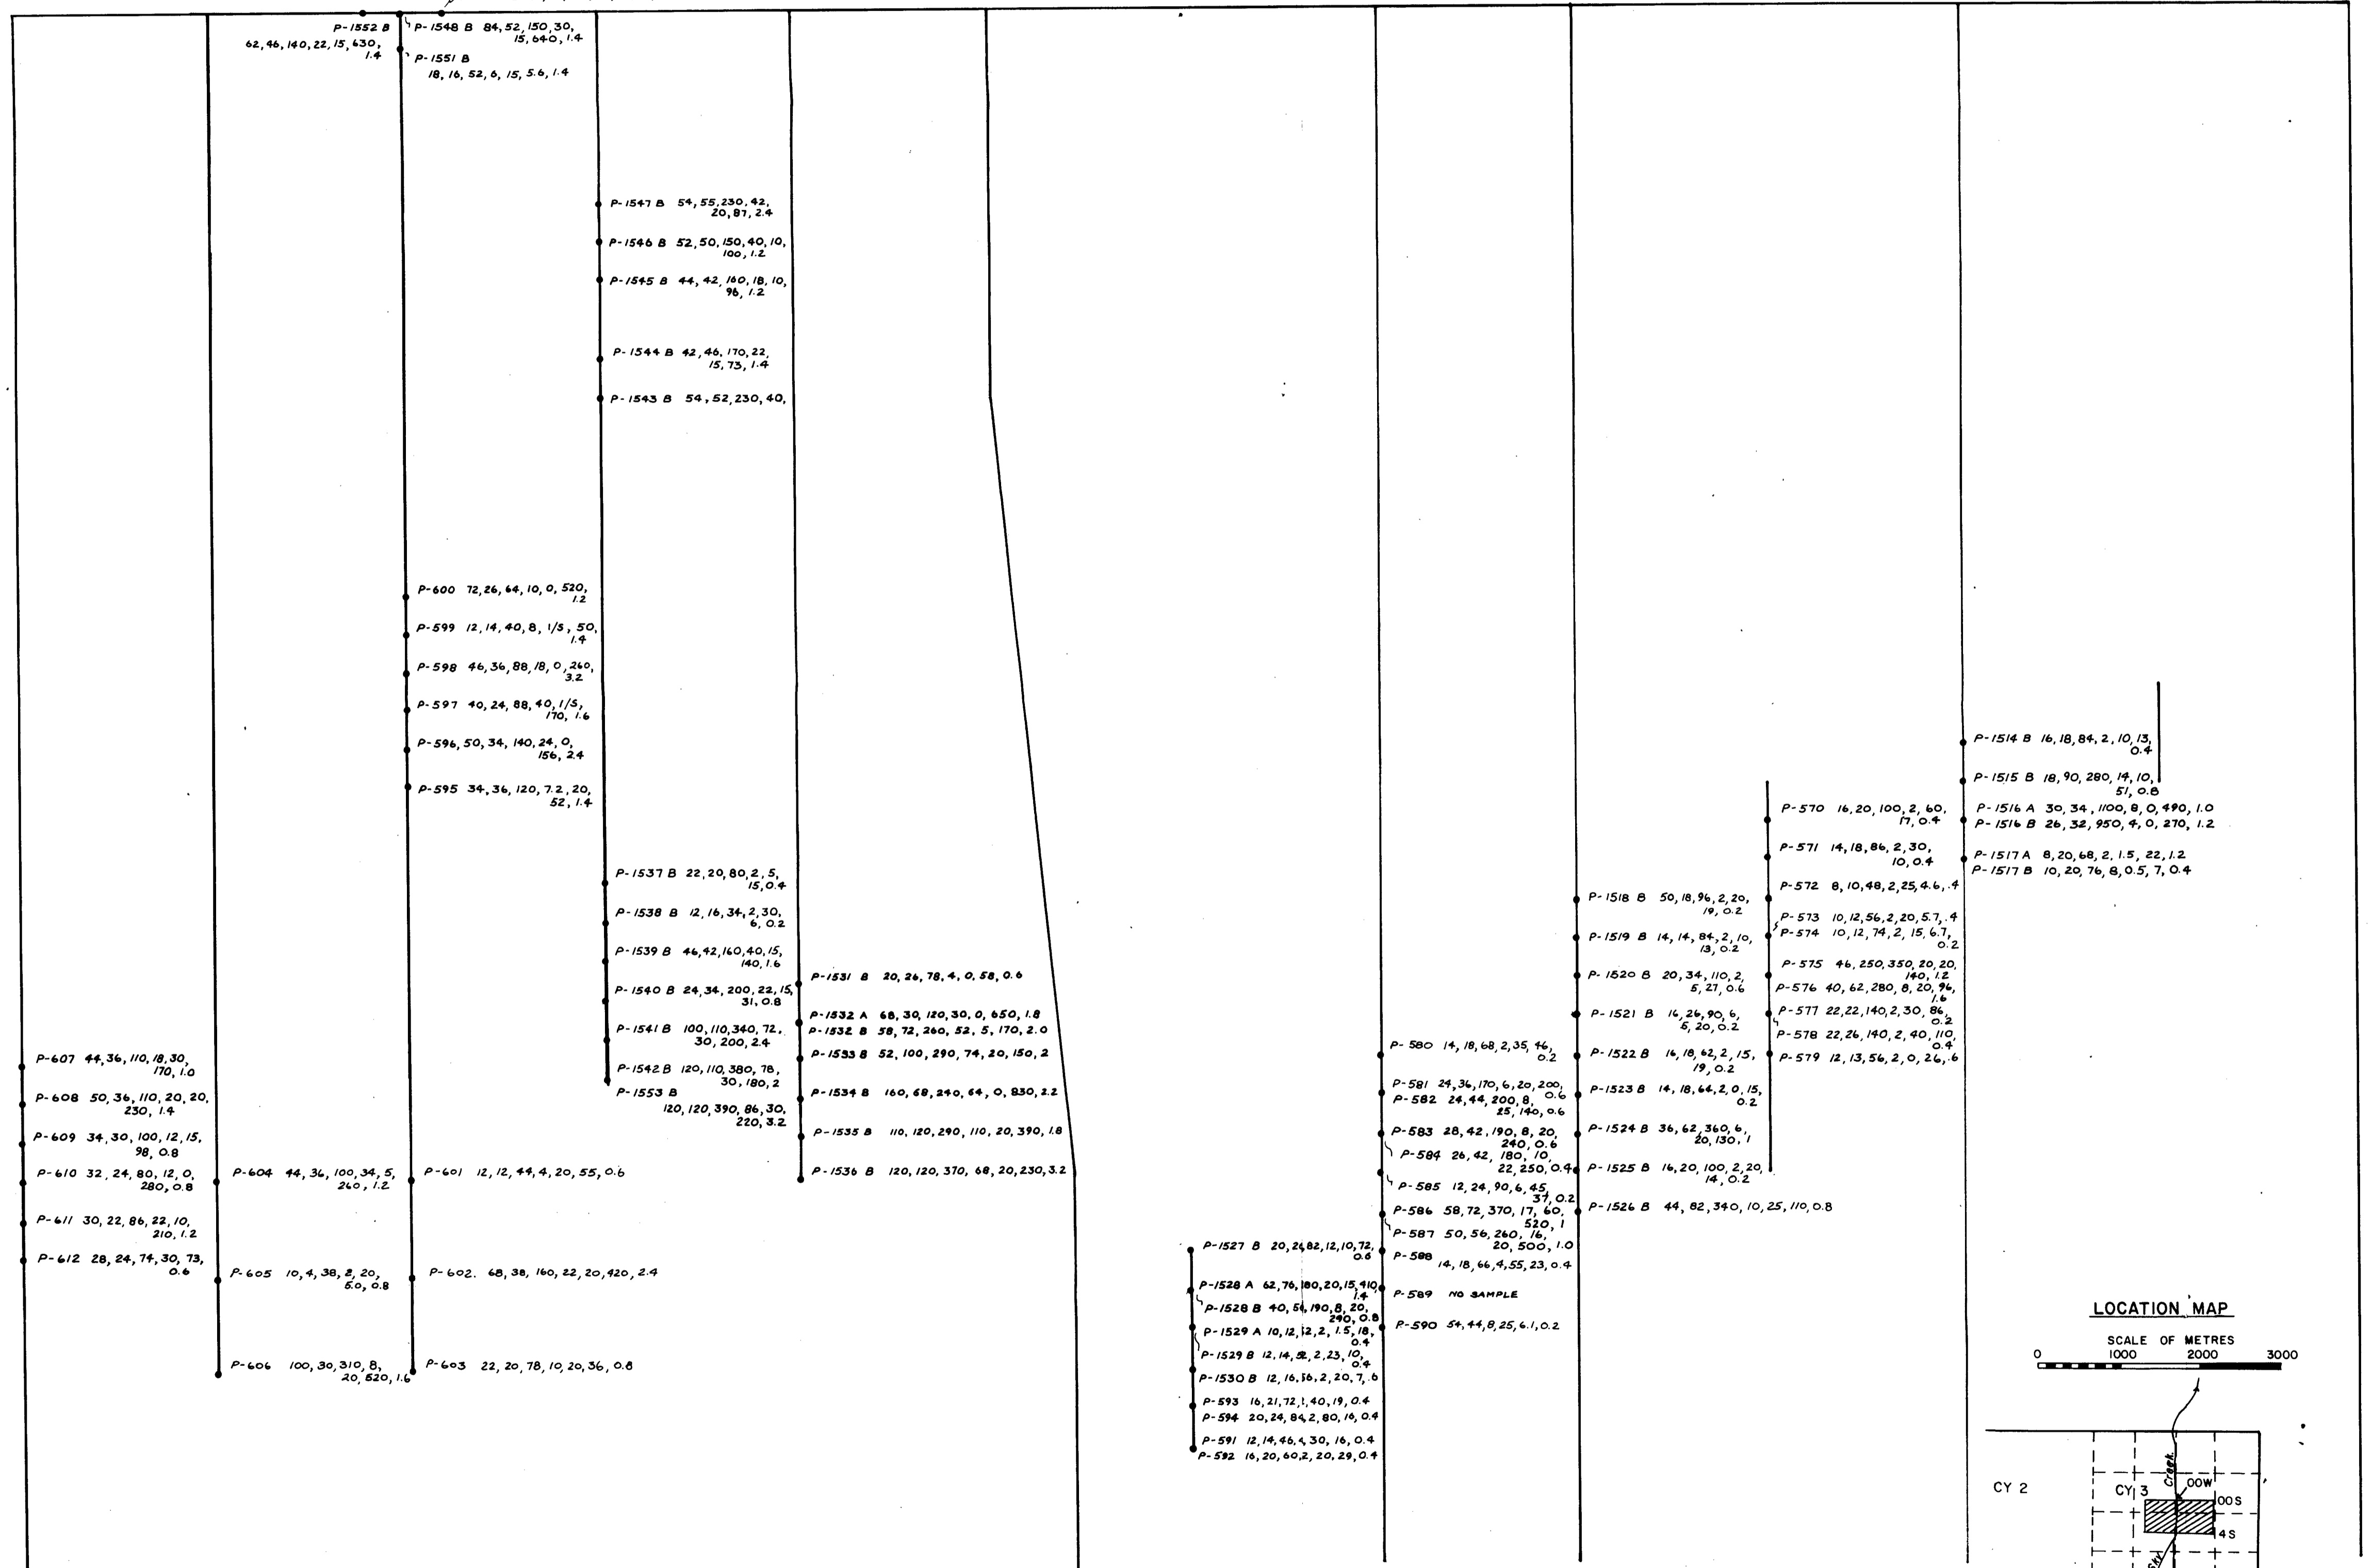 P-1552 B
62, 46, 140, 22, 15, 630,
1.4
P-1548 B 84, 52, 150, 30,
15, 640, 1.4
P-1551 B
18, 16, 52, 6, 15, 5.6, 1.4
P-1547 B 54, 55, 230, 42,
20, 87, 2.4
P-1546 B 52, 50, 150, 40, 10,
100, 1.2
P-1545 B 44, 42, 160, 18, 10,
96, 1.2
P-1544 B 42, 46, 170, 22,
15, 73, 1.4
P-1543 B 54, 52, 230, 40,
P-600 72, 26, 64, 10, 0, 520,
1.2
P-599 12, 14, 40, 8, 1/S, 50,
1.4
P-598 46, 36, 88, 18, 0, 260,
3.2
P-597 40, 24, 88, 40, 1/S,
170, 1.6
P-596, 50, 34, 140, 24, 0,
156, 2.4
P-595 34, 36, 120, 7.2, 20,
52, 1.4
P-1537 B 22, 20, 80, 2, 5,
15, 0.4
P-1538 B 12, 16, 34, 2, 30,
6, 0.2
P-1539 B 46, 42, 160, 40, 15,
140, 1.6
P-1540 B 24, 34, 200, 22, 15,
31, 0.8
P-1541 B 100, 110, 340, 72,
30, 200, 2.4
P-1542 B 120, 110, 380, 78,
30, 180, 2
P-1553 B
120, 120, 390, 86, 30,
220, 3.2
P-1531 B 20, 26, 78, 4, 0, 58, 0.6
P-1532 A 68, 30, 120, 30, 0, 650, 1.8
P-1532 B 58, 72, 260, 52, 5, 170, 2.0
P-1533 B 52, 100, 290, 74, 20, 150, 2
P-1534 B 160, 68, 240, 64, 0, 830, 2.2
P-1535 B 110, 120, 290, 110, 20, 390, 1.8
P-1536 B 120, 120, 370, 68, 20, 230, 3.2
P-607 44, 36, 110, 18, 30,
170, 1.0
P-608 50, 36, 110, 20, 20,
230, 1.4
P-609 34, 30, 100, 12, 15,
98, 0.8
P-610 32, 24, 80, 12, 0,
280, 0.8
P-611 30, 22, 86, 22, 10,
210, 1.2
P-612 28, 24, 74, 30, 73,
0.6
P-604 44, 36, 100, 34, 5,
260, 1.2
P-605 10, 4, 38, 2, 20,
5.0, 0.8
P-606 100, 30, 310, 8,
20, 520, 1.6
P-601 12, 12, 44, 4, 20, 55, 0.6
P-602. 68, 38, 160, 22, 20, 420, 2.4
P-603 22, 20, 78, 10, 20, 36, 0.8
P-1527 B 20, 82, 12, 10, 72,
0.6
P-1528 A 62, 76, 180, 20, 15, 410,
1.4
P-1528 B 40, 190, 8, 20,
290, 0.8
P-1529 A 10, 12, 2, 1.5, 18,
0.4
P-1529 B 12, 14, 52, 2, 23, 10,
0.4
P-1530 B 12, 16, 56, 2, 20, 7, .6
P-593 16, 21, 72, 40, 19, 0.4
P-594 20, 24, 84, 2, 80, 16, 0.4
P-591 12, 14, 46, 4, 30, 16, 0.4
P-592 16, 20, 60, 2, 20, 29, 0.4
P-580 14, 18, 68, 2, 35, 46,
0.2
P-581 24, 36, 170, 6, 20, 200,
0.6
P-582 24, 44, 200, 8,
25, 140, 0.6
P-583 28, 42, 190, 8, 20,
240, 0.6
P-584 26, 42, 180, 10,
22, 250, 0.4
P-585 12, 24, 90, 6, 45,
37, 0.2
P-586 58, 72, 370, 17, 60,
520, 1
P-587 50, 56, 260, 16,
20, 500, 1.0
P-588
14, 18, 66, 4, 55, 23, 0.4
P-589 NO SAMPLE
P-590 54, 44, 8, 25, 6.1, 0.2
P-1518 B 50, 18, 96, 2, 20,
19, 0.2
P-1519 B 14, 14, 84, 2, 10,
13, 0.2
P-1520 B 20, 34, 110, 2,
5, 27, 0.6
P-1521 B 16, 26, 90, 6,
5, 20, 0.2
P-1522 B 16, 18, 62, 2, 15,
19, 0.2
P-1523 B 14, 18, 64, 2, 0, 15,
0.2
P-1524 B 36, 62, 360, 6,
20, 130, 1
P-1525 B 16, 20, 100, 2, 20,
14, 0.2
P-1526 B 44, 82, 340, 10, 25, 110, 0.8
P-570 16, 20, 100, 2, 60,
17, 0.4
P-571 14, 18, 86, 2, 30,
10, 0.4
P-572 8, 10, 48, 2, 25, 4.6, .4
P-573 10, 12, 56, 2, 20, 5.7, .4
P-574 10, 12, 74, 2, 15, 6.7,
0.2
P-575 46, 250, 350, 20, 20,
140, 1.2
P-576 40, 62, 280, 8, 20, 96,
1.6
P-577 22, 22, 140, 2, 30, 86,
0.2
P-578 22, 26, 140, 2, 40, 110,
0.4
P-579 12, 13, 56, 2, 0, 26, .6
P-1514 B 16, 18, 84, 2, 10, 13,
0.4
P-1515 B 18, 90, 280, 14, 10,
51, 0.8
P-1516 A 30, 34, 1100, 8, 0, 490, 1.0
P-1516 B 26, 32, 950, 4, 0, 270, 1.2
P-1517 A 8, 20, 68, 2, 1.5, 22, 1.2
P-1517 B 10, 20, 76, 8, 0.5, 7, 0.4
LOCATION MAP
SCALE OF METRES
0 1000 2000 3000
CY 2
CY 3
Creek
00W
00S
4S